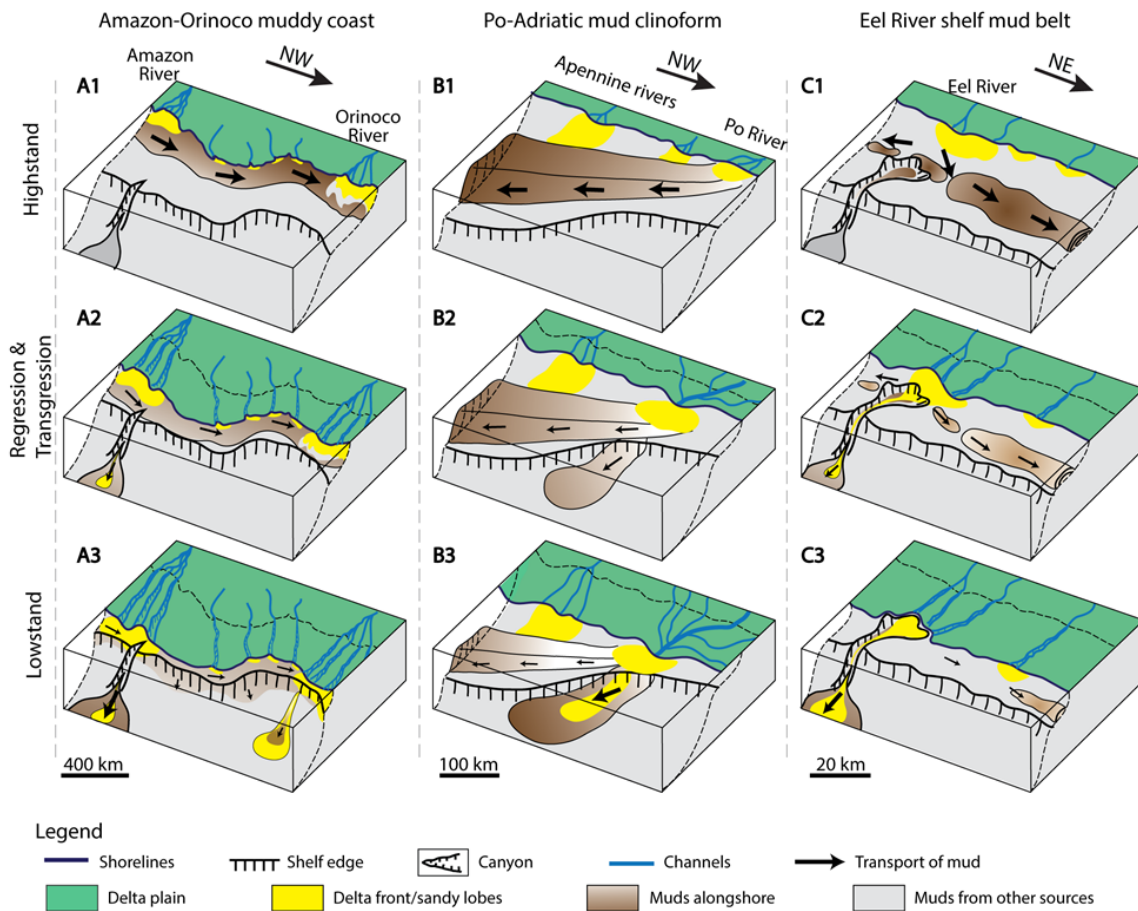 Amazon-Orinoco muddy coast
Po-Adriatic mud clinoform
Eel River shelf mud belt
Amazon
River
NW
Orinoco
River
Apennine rivers
NW
Po River
Eel River
NE
Highstand
A1
B1
C1
Regression &
Transgression
A2
B2
C2
Lowstand
A3
B3
C3
400 km
100 km
20 km
Legend
Shorelines
Shelf edge
Canyon
Channels
Transport of mud
Delta plain
Delta front/sandy lobes
Muds alongshore
Muds from other sources